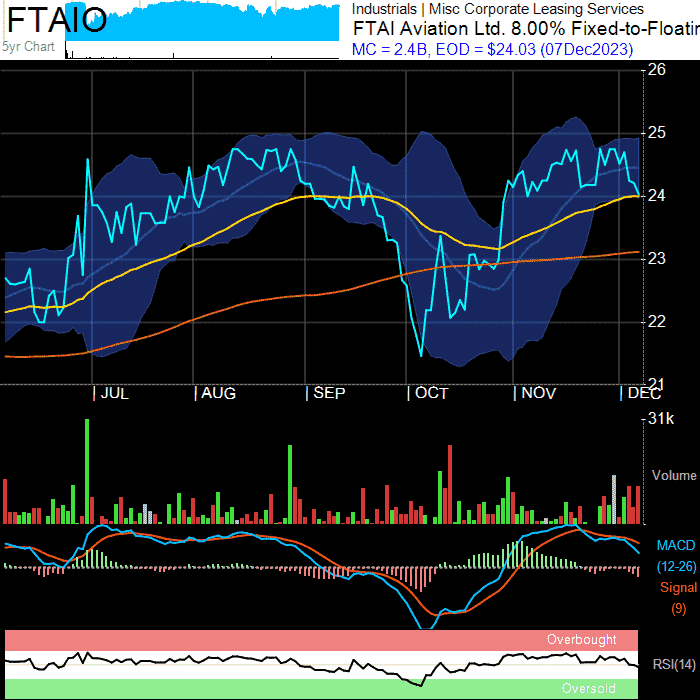 FTAIO
5yr Chart
Industrials | Misc Corporate Leasing Services
FTAI Aviation Ltd. 8.00% Fixed-to-Floatin
MC = 2.4B, EOD = $24.03 (07Dec2023)
26
25
24
23
22
21
JUL AUG SEP OCT NOV DEC
31k
Volume
MACD
(12-26)
Signal
(9)
Overbought
RSI(14)
Oversold